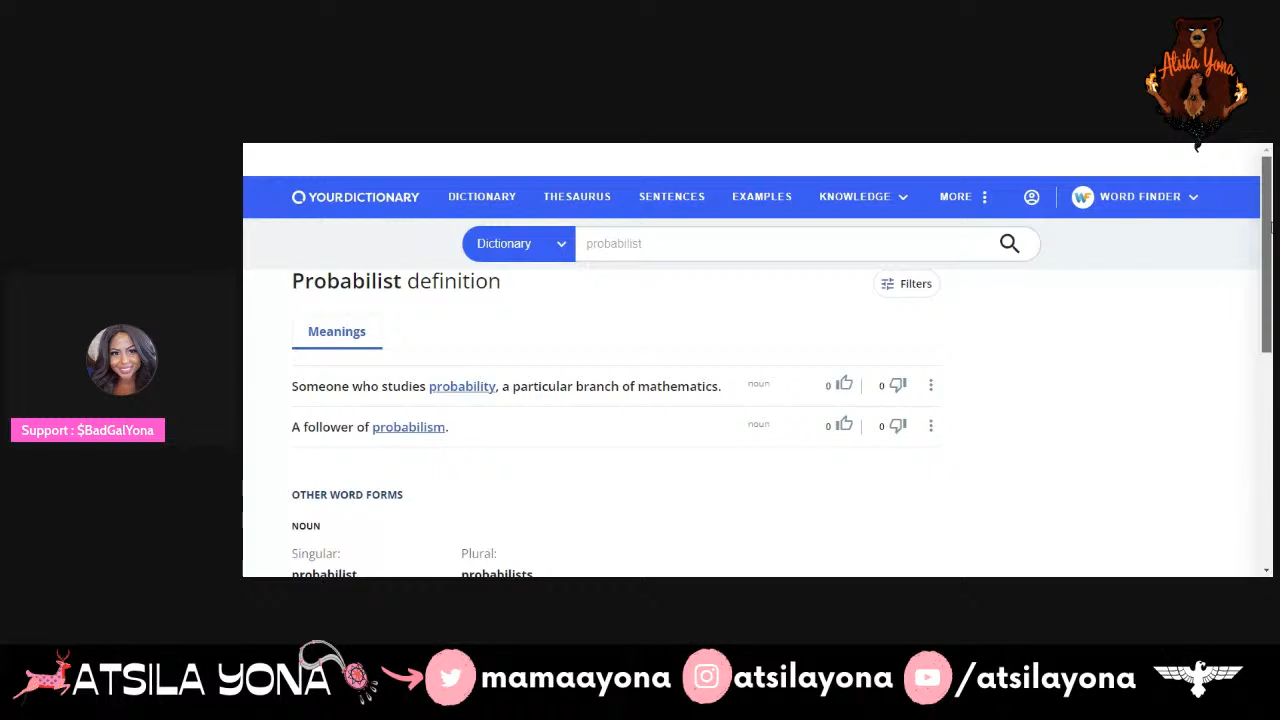 Atsila Yona
YOURDICTIONARY DICTIONARY THESAURUS SENTENCES EXAMPLES KNOWLEDGE MORE WF WORD FINDER
Dictionary probabilist
Probabilist definition Filters
Meanings
Someone who studies probability, a particular branch of mathematics. noun 0 0
A follower of probabilism. noun 0 0
Support : $BadGalYona
OTHER WORD FORMS
NOUN
Singular: Plural:
probabilist probabilists
ATSILA YONA mamaayona atsilayona /atsilayona